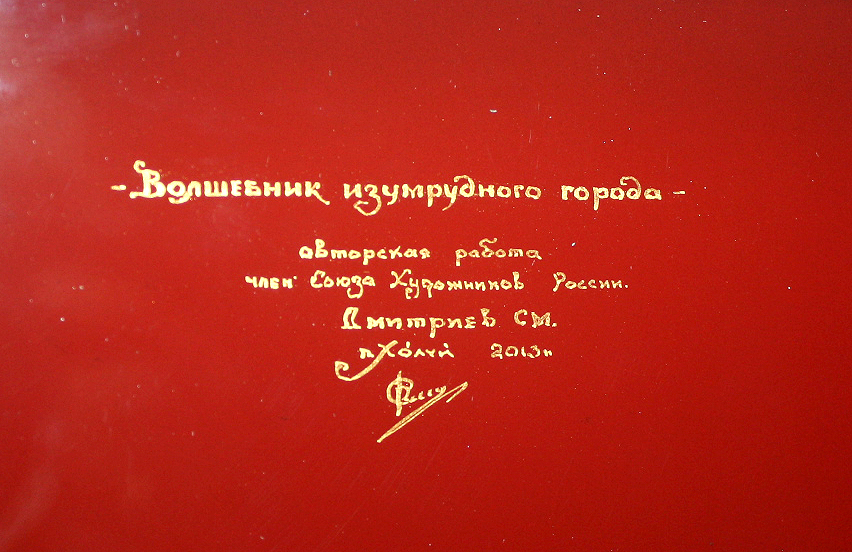 - Волшебник изумрудного города -
авторская работа
член Союза Художников России.
Дмитриев С.М.
п Холуй 2013г